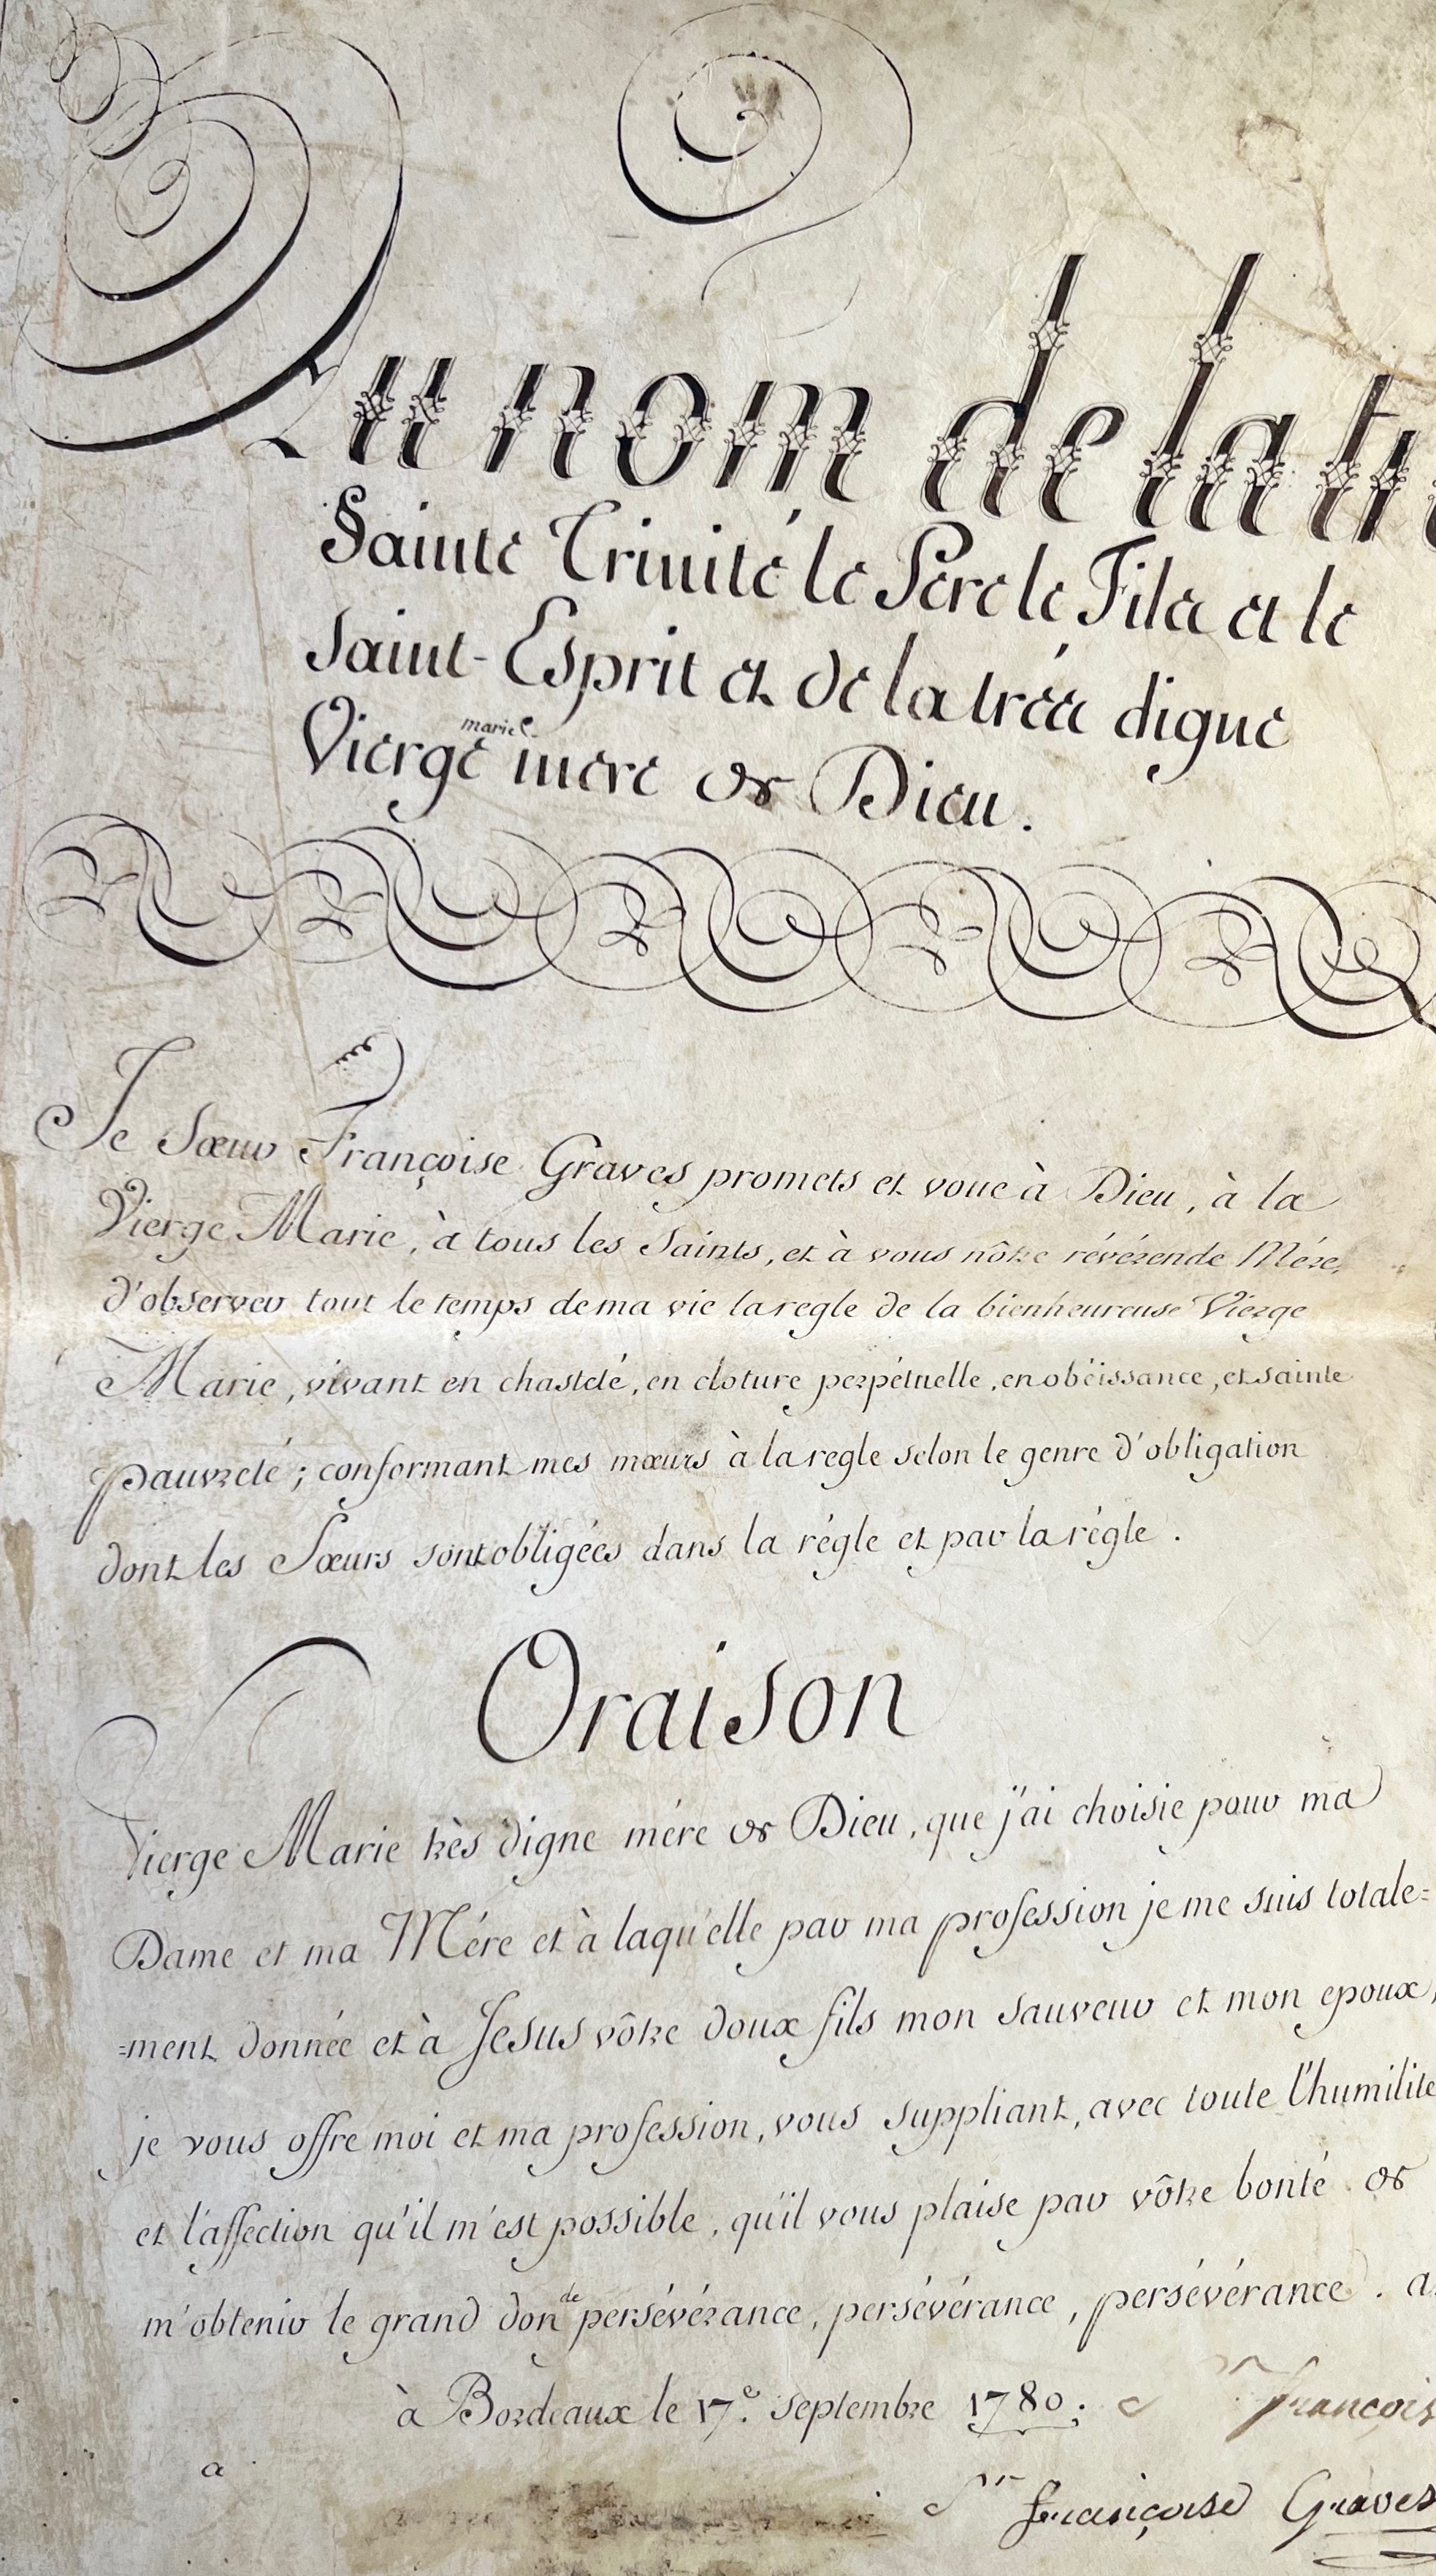 Au nom de la tr
Sainte Trinité le Pere le Fils et le
saint-Esprit et de la trés digne
marie
Vierge mere de Dieu.
Je Sœur Françoise Graves promets et voue à Dieu, à la
Vierge Marie, à tous les Saints, et à vous nôtre révérende Mére,
d'observer tout le temps de ma vie la regle de la bienheureuse Vierge
Marie, vivant en chasteté, en cloture perpétuelle, en obéissance, et sainte
pauvreté; conformant mes mœurs à la regle selon le genre d'obligation
dont les Sœurs sont obligées dans la régle et par la régle.
Oraison
Vierge Marie très digne mére de Dieu, que j'ai choisie pour ma
Dame et ma Mére et à laqu'elle par ma profession je me suis totale=
=ment donnée et à Jesus vôtre doux fils mon sauveur et mon epoux,
je vous offre moi et ma profession, vous suppliant, avec toute l'humilite
et l'affection qu'il m'est possible, qu'il vous plaise par vôtre bonté de
m'obtenir le grand don de persévérance, persévérance, persévérance. a
à Bordeaux le 17e. septembre 1780. françois
a
Sr françoise Graves